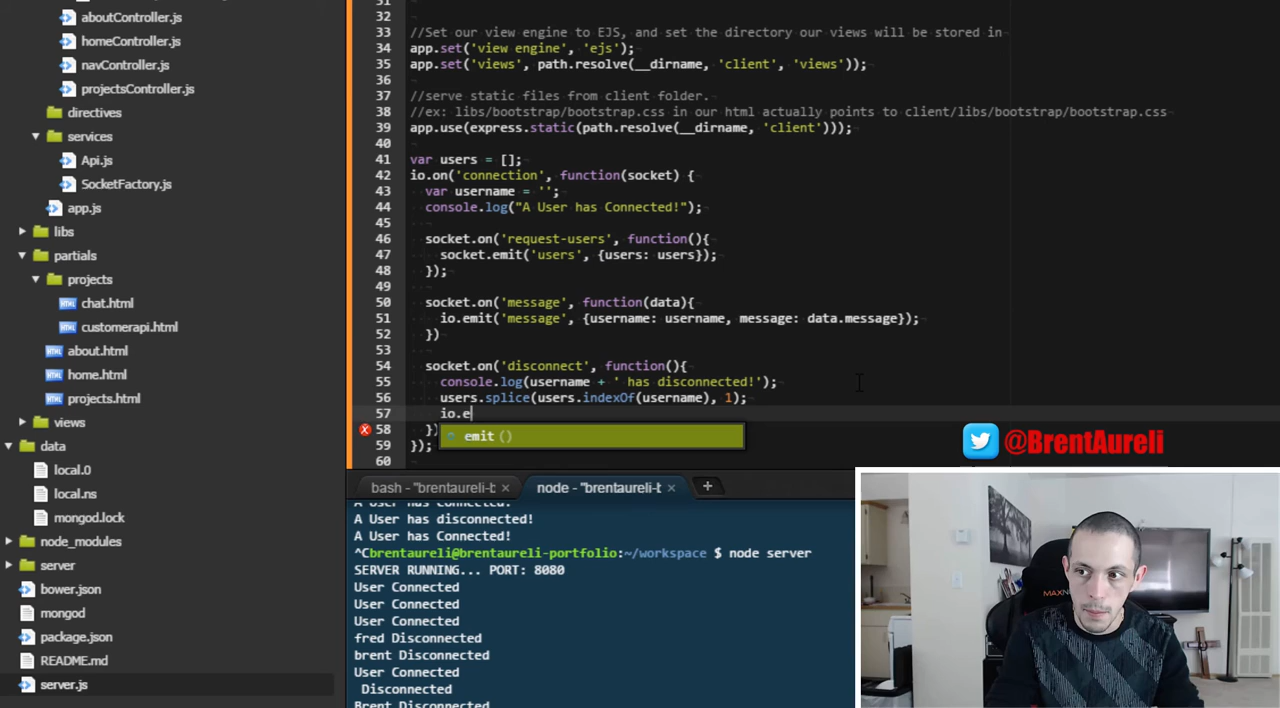 aboutController.js
homeController.js
navController.js
projectsController.js
directives
services
Api.js
SocketFactory.js
app.js
libs
partials
projects
chat.html
customerapi.html
about.html
home.html
projects.html
views
data
local.0
local.ns
mongod.lock
node_modules
server
bower.json
mongod
package.json
README.md
server.js
31
32
33 //Set our view engine to EJS, and set the directory our views will be stored in
34 app.set('view engine', 'ejs');
35 app.set('views', path.resolve(__dirname, 'client', 'views'));
36
37 //serve static files from client folder.
38 //ex: libs/bootstrap/bootstrap.css in our html actually points to client/libs/bootstrap/bootstrap.css
39 app.use(express.static(path.resolve(__dirname, 'client')));
40
41 var users = [];
42 io.on('connection', function(socket) {
43 var username = '';
44 console.log("A User has Connected!");
45
46 socket.on('request-users', function(){
47 socket.emit('users', {users: users});
48 });
49
50 socket.on('message', function(data){
51 io.emit('message', {username: username, message: data.message});
52 })
53
54 socket.on('disconnect', function(){
55 console.log(username + ' has disconnected!');
56 users.splice(users.indexOf(username), 1);
57 io.e
emit ()
58 })
59 });
60
@BrentAureli
bash - "brentaureli-b
node - "brentaureli-b
A User has Connected!
A User has disconnected!
A User has Connected!
^Cbrentaureli@brentaureli-portfolio:~/workspace $ node server
SERVER RUNNING... PORT: 8080
User Connected
User Connected
User Connected
fred Disconnected
brent Disconnected
User Connected
Disconnected
Brent Disconnected